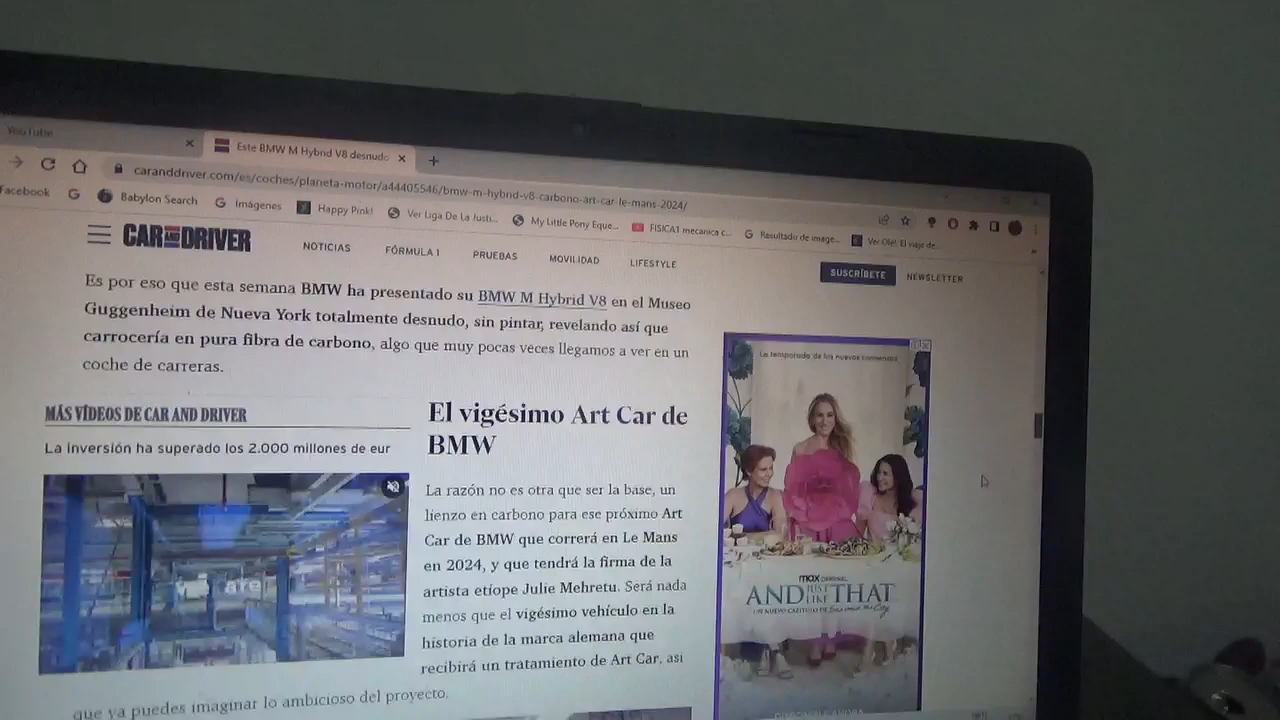 YouTube
Este BMW M Hybrid V8 desnudo
caranddriver.com/es/coches/planeta-motor/a44405546/bmw-m-hybrid-v8-carbono-art-car-le-mans-2024/
Facebook
Babylon Search
Imágenes
Happy Pink!
Ver Liga De La Justi...
My Little Pony Eque...
FISICA1 mecanica c...
Resultado de image...
Ver Olé! El viaje de...
CAR AND DRIVER
NOTICIAS
FÓRMULA 1
PRUEBAS
MOVILIDAD
LIFESTYLE
SUSCRÍBETE
NEWSLETTER
Es por eso que esta semana BMW ha presentado su BMW M Hybrid V8 en el Museo
Guggenheim de Nueva York totalmente desnudo, sin pintar, revelando así que
carrocería en pura fibra de carbono, algo que muy pocas veces llegamos a ver en un
coche de carreras.
MÁS VÍDEOS DE CAR AND DRIVER
La inversión ha superado los 2.000 millones de eur
El vigésimo Art Car de
BMW
La razón no es otra que ser la base, un
lienzo en carbono para ese próximo Art
Car de BMW que correrá en Le Mans
en 2024, y que tendrá la firma de la
artista etíope Julie Mehretu. Será nada
menos que el vigésimo vehículo en la
historia de la marca alemana que
recibirá un tratamiento de Art Car, así
que ya puedes imaginar lo ambicioso del proyecto.
La temporada de los nuevos comienzos
max ORIGINAL
AND JUST LIKE THAT
UN NUEVO CAPÍTULO DE Sex and the City